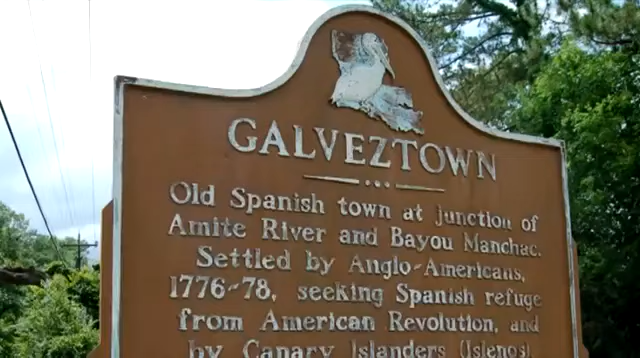 GALVEZTOWN
Old Spanish town at junction of
Amite River and Bayou Manchac.
Settled by Anglo-Americans,
1776-78, seeking Spanish refuge
from American Revolution, and
by Canary Islanders (Islenos)